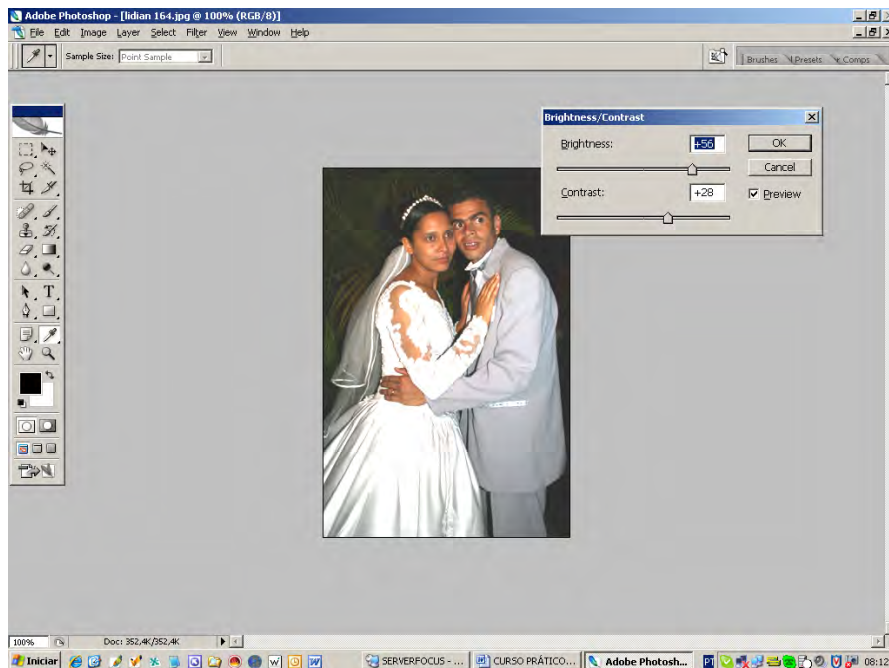 Adobe Photoshop - [lidian 164.jpg @ 100% (RGB/8)]
File Edit Image Layer Select Filter View Window Help
Sample Size: Point Sample
Brushes Presets Comps
Brightness/Contrast
Brightness: +56 OK
Cancel
Contrast: +28 Preview
T
100% Doc: 352,4K/352,4K
Iniciar SERVERFOCUS - ... CURSO PRÁTICO... Adobe Photosh... PT 08:12